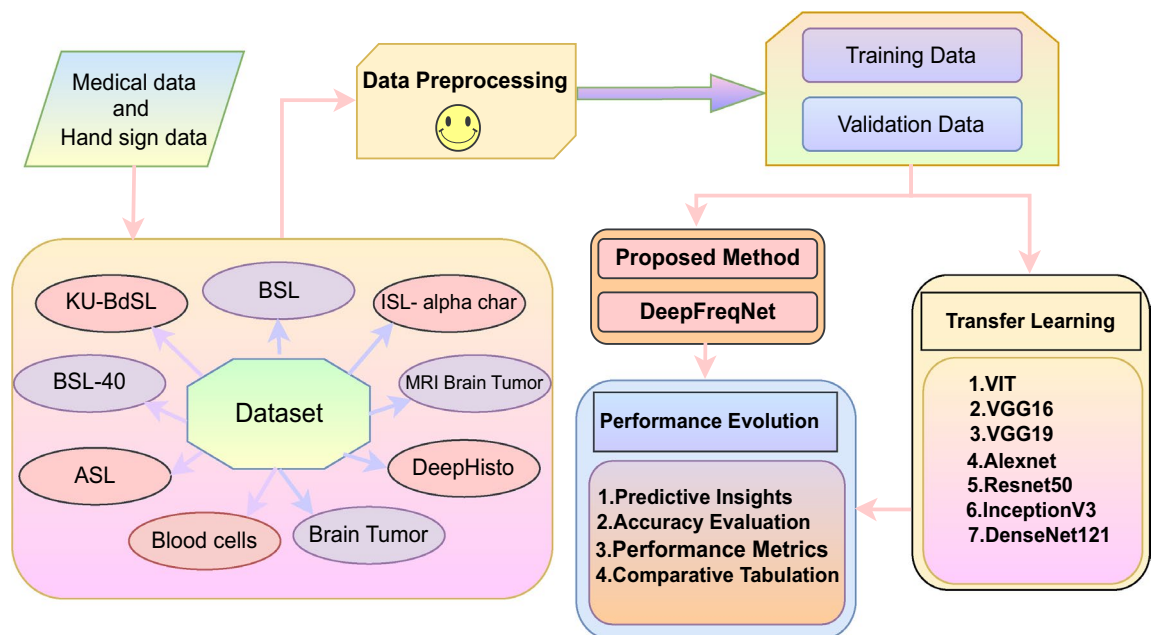 Medical data
and
Hand sign data
Data Preprocessing
Training Data
Validation Data
KU-BdSL
BSL
ISL- alpha char
BSL-40
MRI Brain Tumor
Dataset
ASL
DeepHisto
Blood cells
Brain Tumor
Proposed Method
DeepFreqNet
Transfer Learning
1.VIT
2.VGG16
3.VGG19
4.Alexnet
5.Resnet50
6.InceptionV3
7.DenseNet121
Performance Evolution
1.Predictive Insights
2.Accuracy Evaluation
3.Performance Metrics
4.Comparative Tabulation